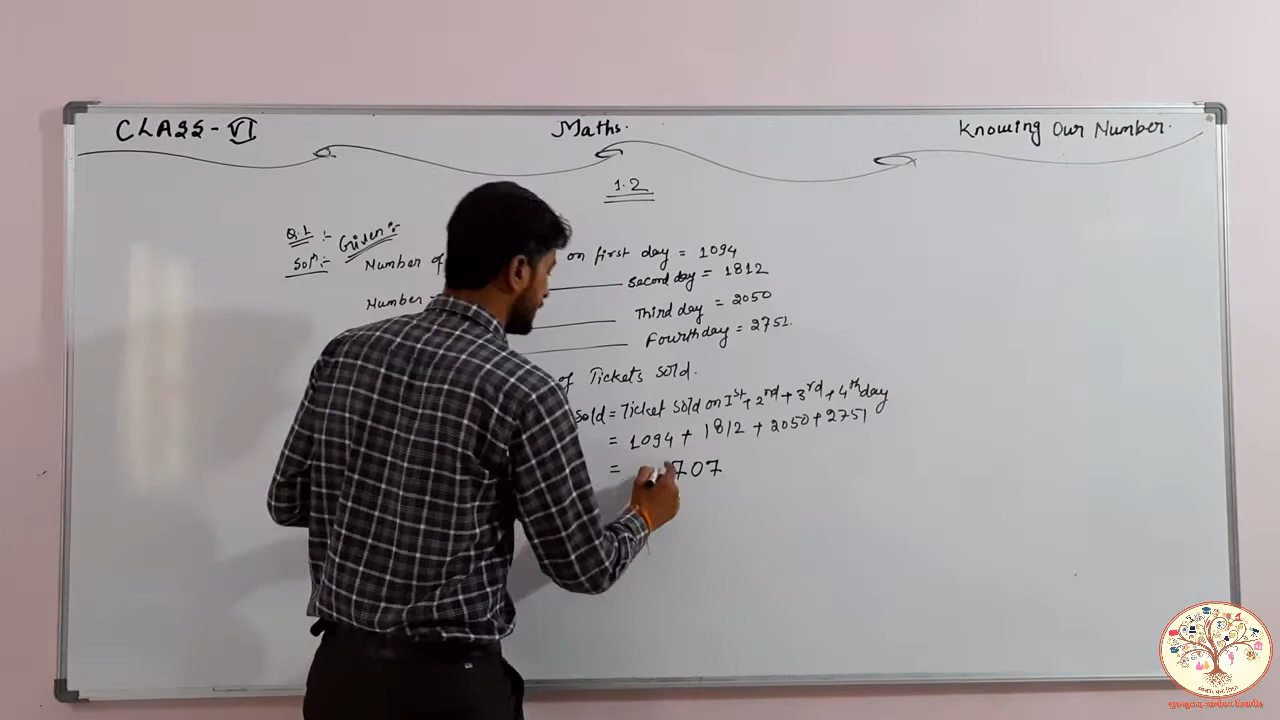 CLASS-VI Maths. Knowing Our Number.
1.2
Q.1 :- Given :-
Solⁿ:- Number of on first day = 1094
Number Second day = 1812
Third day = 2050
Fourth day = 2751.
of Tickets sold.
sold = Ticket sold on Ist + 2nd + 3rd + 4th day
= 1094 + 1812 + 2050 + 2751
= 707